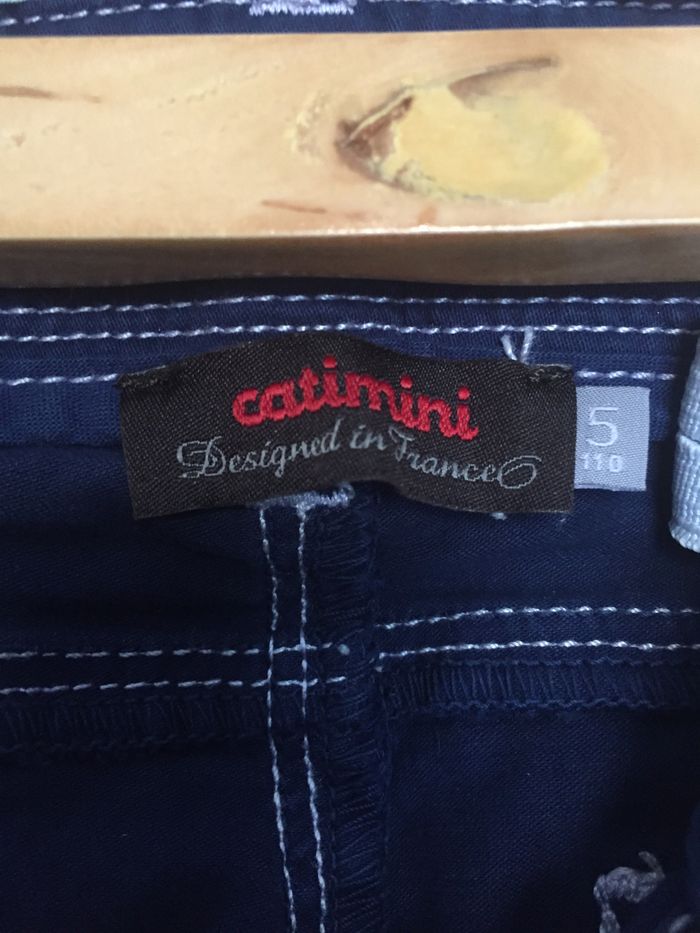 catimini
Designed in France
5
110